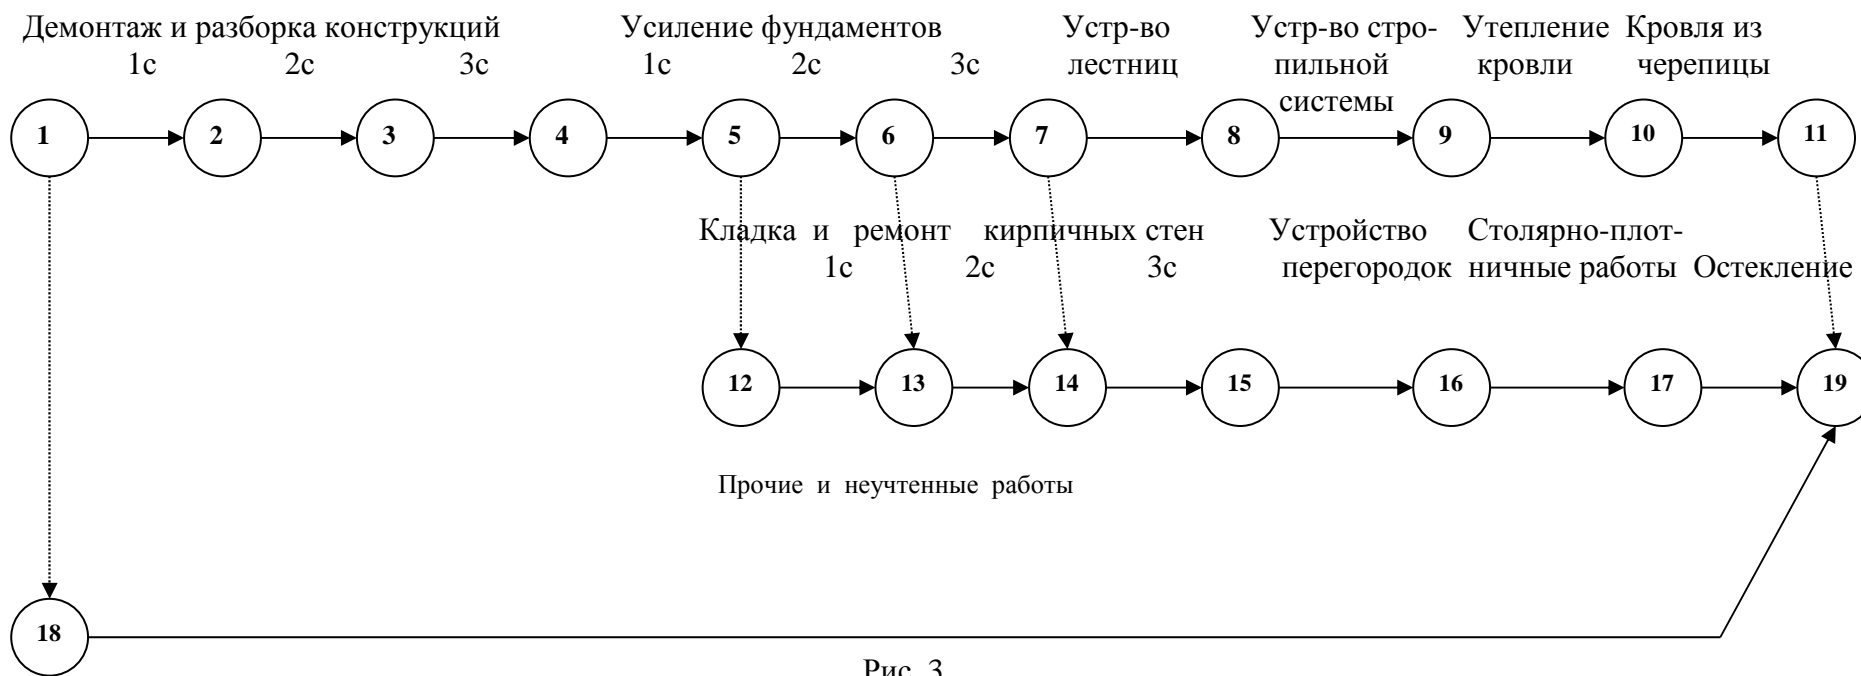 Демонтаж и разборка конструкций Усиление фундаментов Устр-во Устр-во стро- Утепление Кровля из
1с 2с 3с 1с 2с 3с лестниц пильной кровли черепицы
системы
1 2 3 4 5 6 7 8 9 10 11
Кладка и ремонт кирпичных стен Устройство Столярно-плот-
1с 2с 3с перегородок ничные работы Остекление
12 13 14 15 16 17 19
Прочие и неучтенные работы
18
Рис. 3